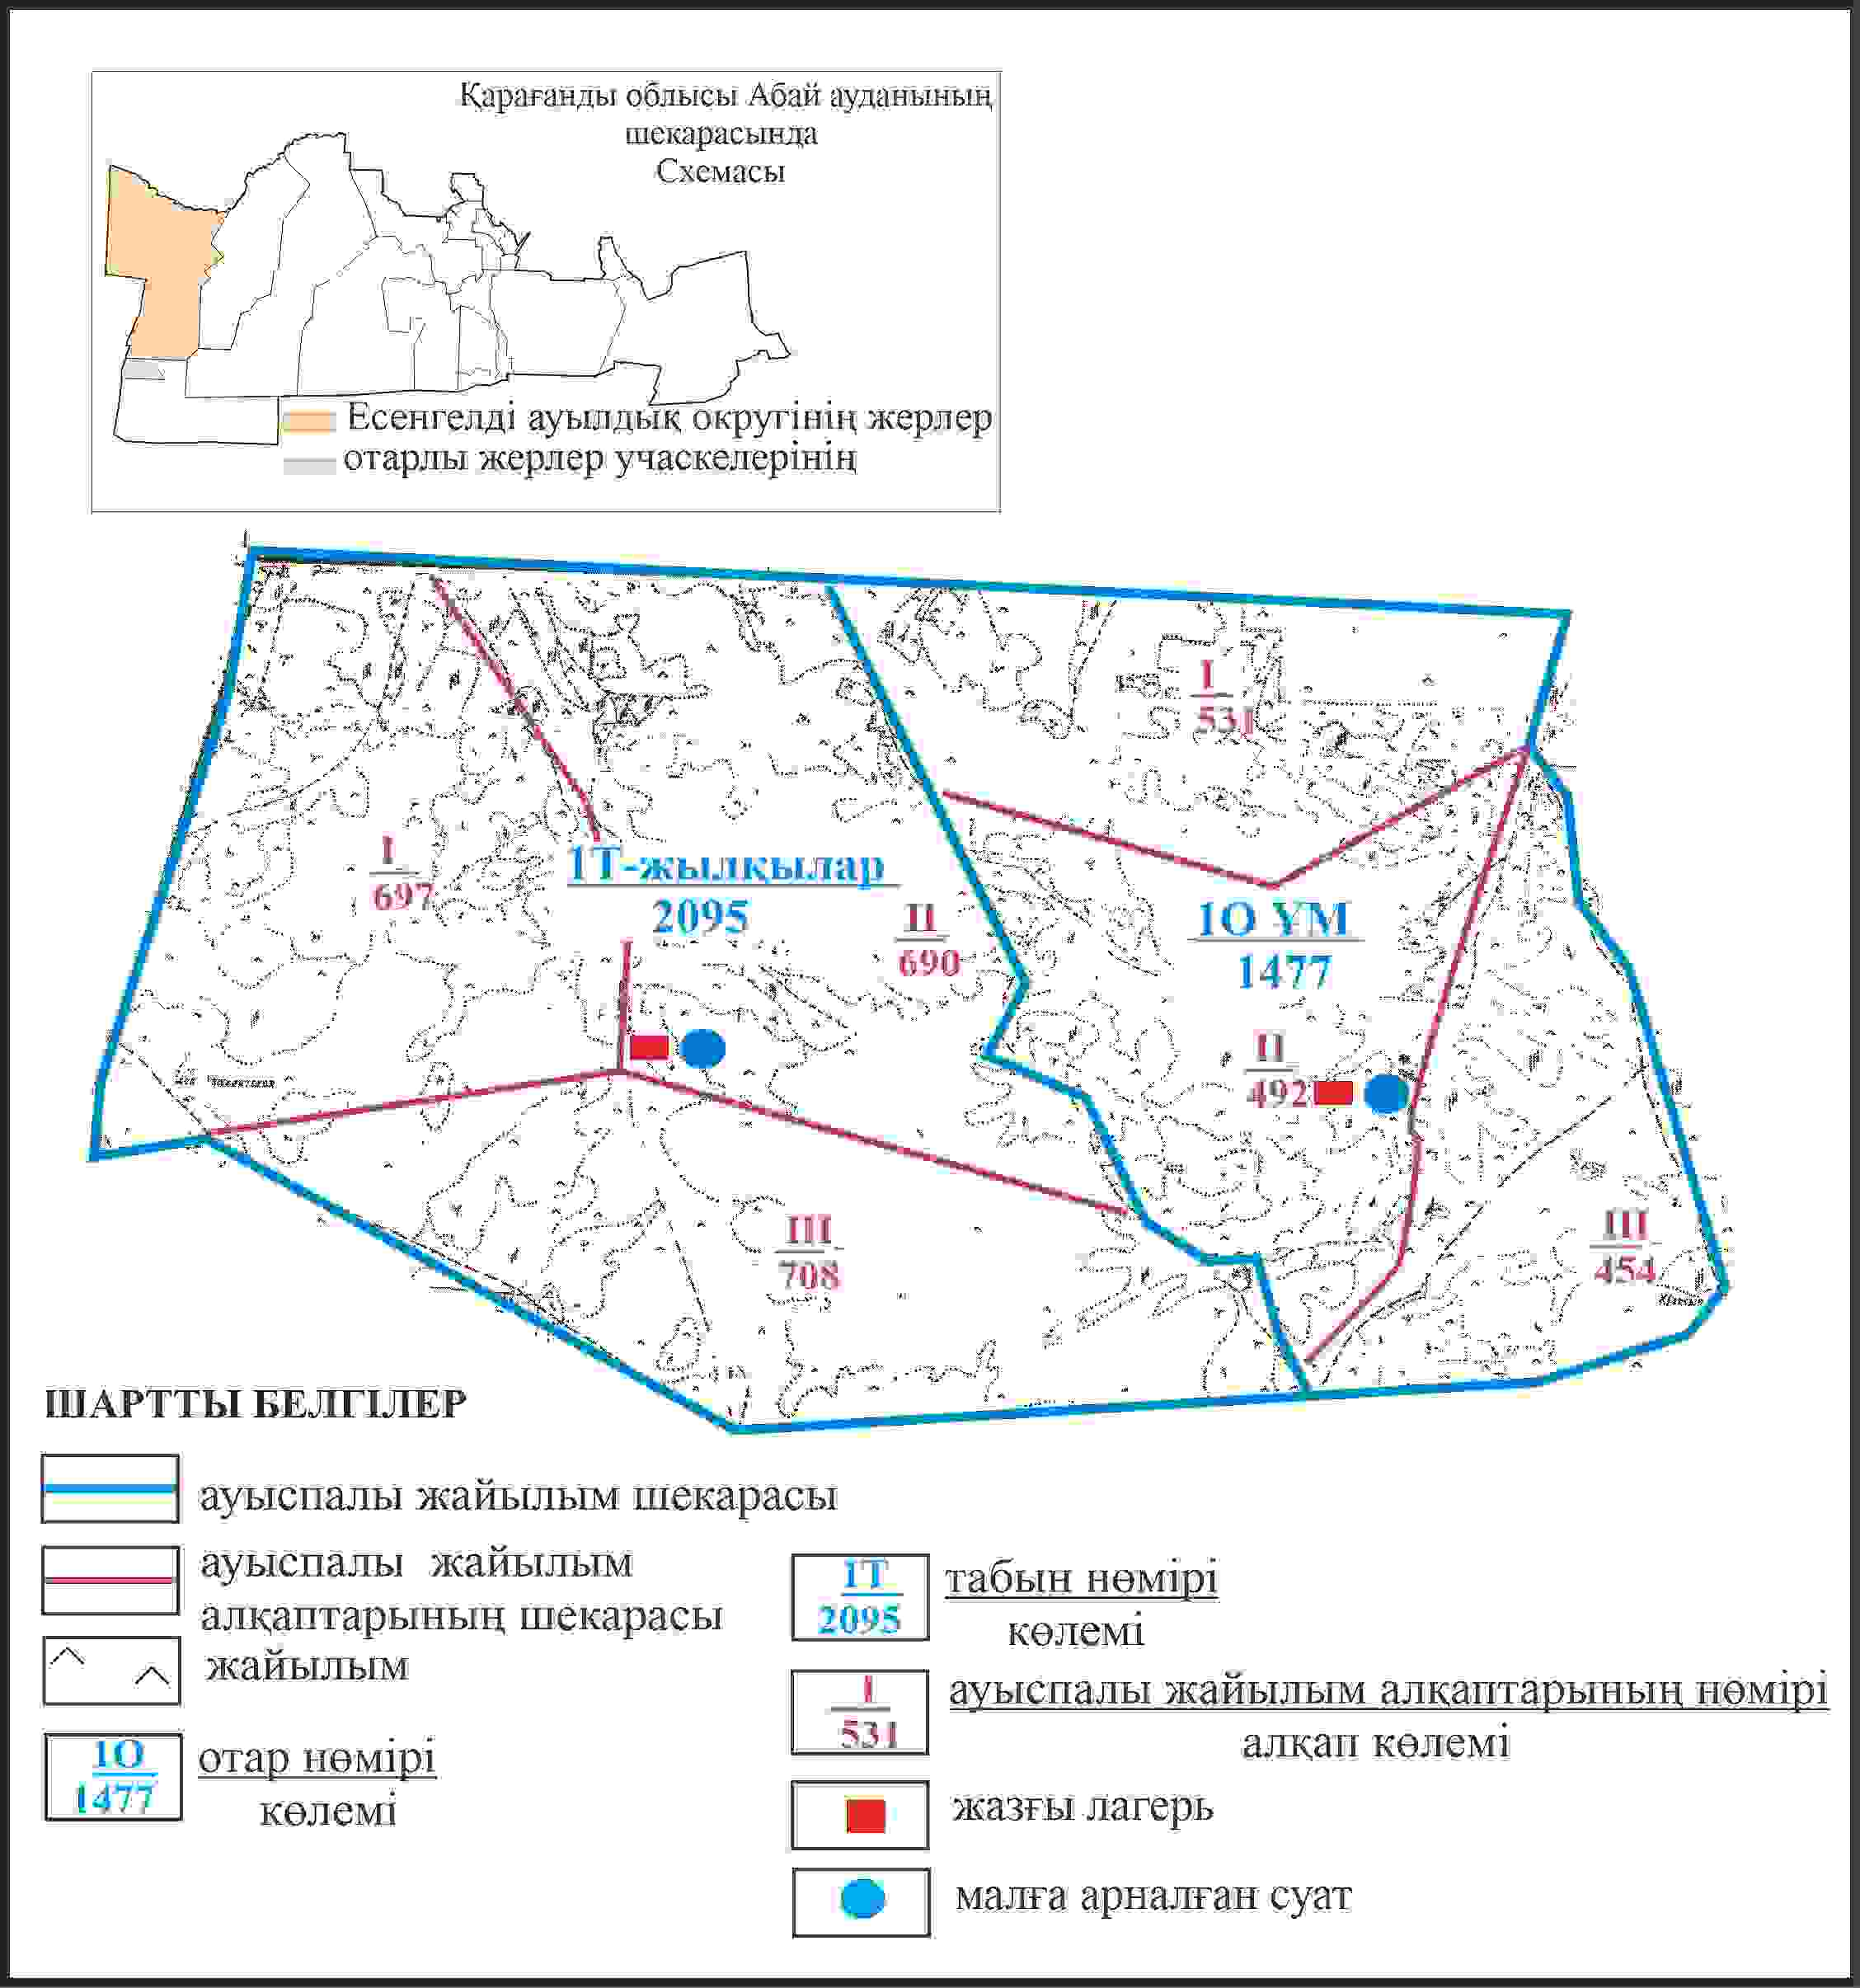 Қарағанды облысы Абай ауданының
шекарасында
Схемасы
Есенгелді ауылдық округінің жерлер
отарлы жерлер учаскелерінің
I
531
I
697
1Т-жылқылар
2095
II
690
1О ҰМ
1477
II
492
III
708
III
454
ШАРТТЫ БЕЛГІЛЕР
ауыспалы жайылым шекарасы
ауыспалы жайылым
алқаптарының шекарасы
жайылым
1О
1477
отар нөмірі
көлемі
1Т
2095
табын нөмірі
көлемі
I
531
ауыспалы жайылым алқаптарының нөмірі
алқап көлемі
жазғы лагерь
малға арналған суат